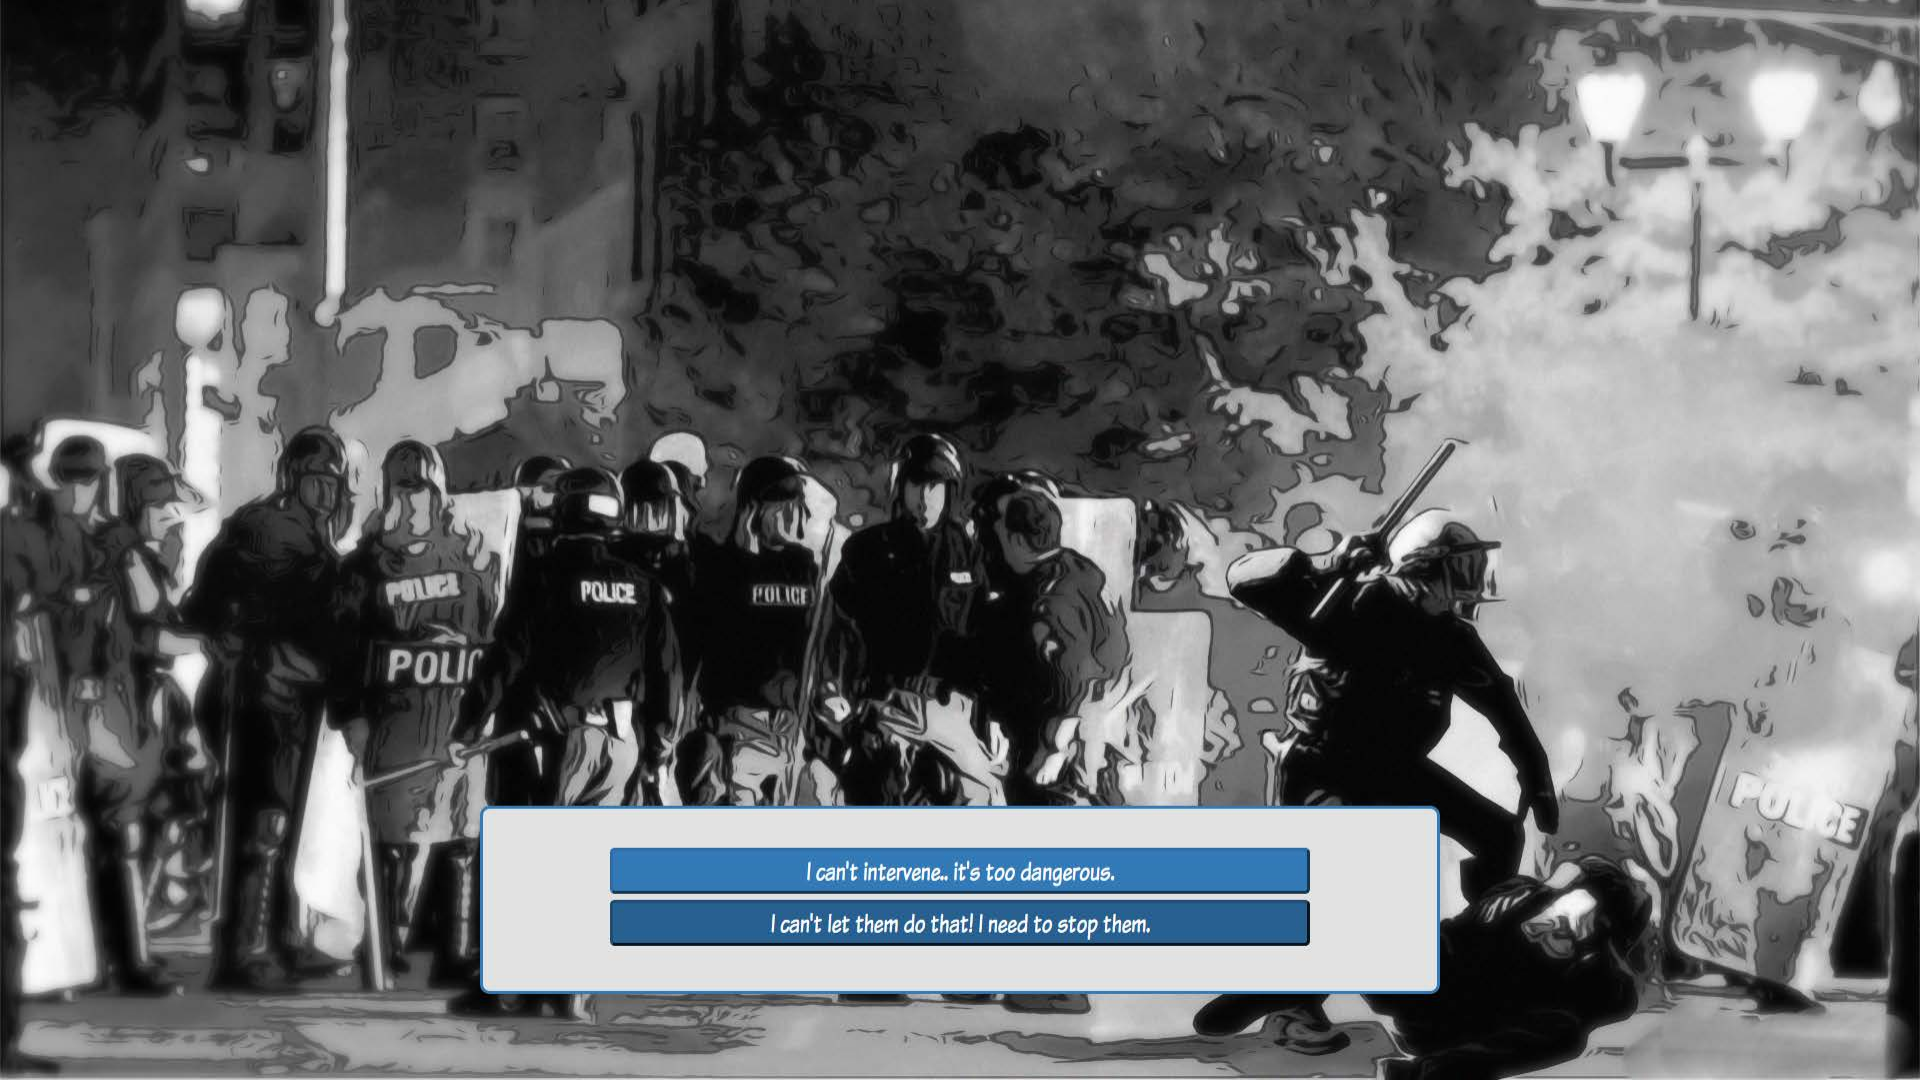 POLICE
POLICE
POLICE
POLIC
POLICE
I can't intervene.. it's too dangerous.
I can't let them do that! I need to stop them.